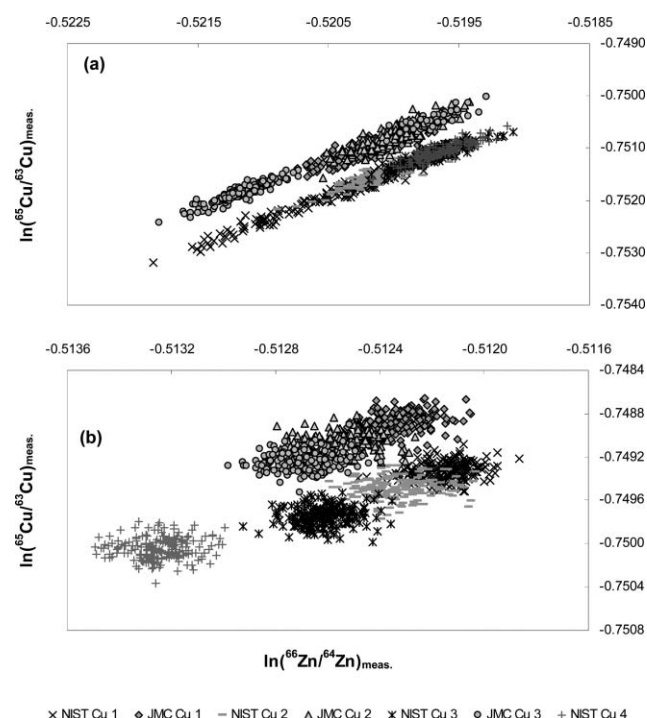 -0.5225 -0.5215 -0.5205 -0.5195 -0.5185
-0.7490
(a)
-0.7500
ln(⁶⁵Cu/⁶³Cu)meas.
-0.7510
-0.7520
-0.7530
-0.7540
-0.5136 -0.5132 -0.5128 -0.5124 -0.5120 -0.5116
-0.7484
(b)
-0.7488
ln(⁶⁵Cu/⁶³Cu)meas.
-0.7492
-0.7496
-0.7500
-0.7504
-0.7508
ln(⁶⁶Zn/⁶⁴Zn)meas.
NIST Cu 1 JMC Cu 1 NIST Cu 2 JMC Cu 2 NIST Cu 3 JMC Cu 3 NIST Cu 4